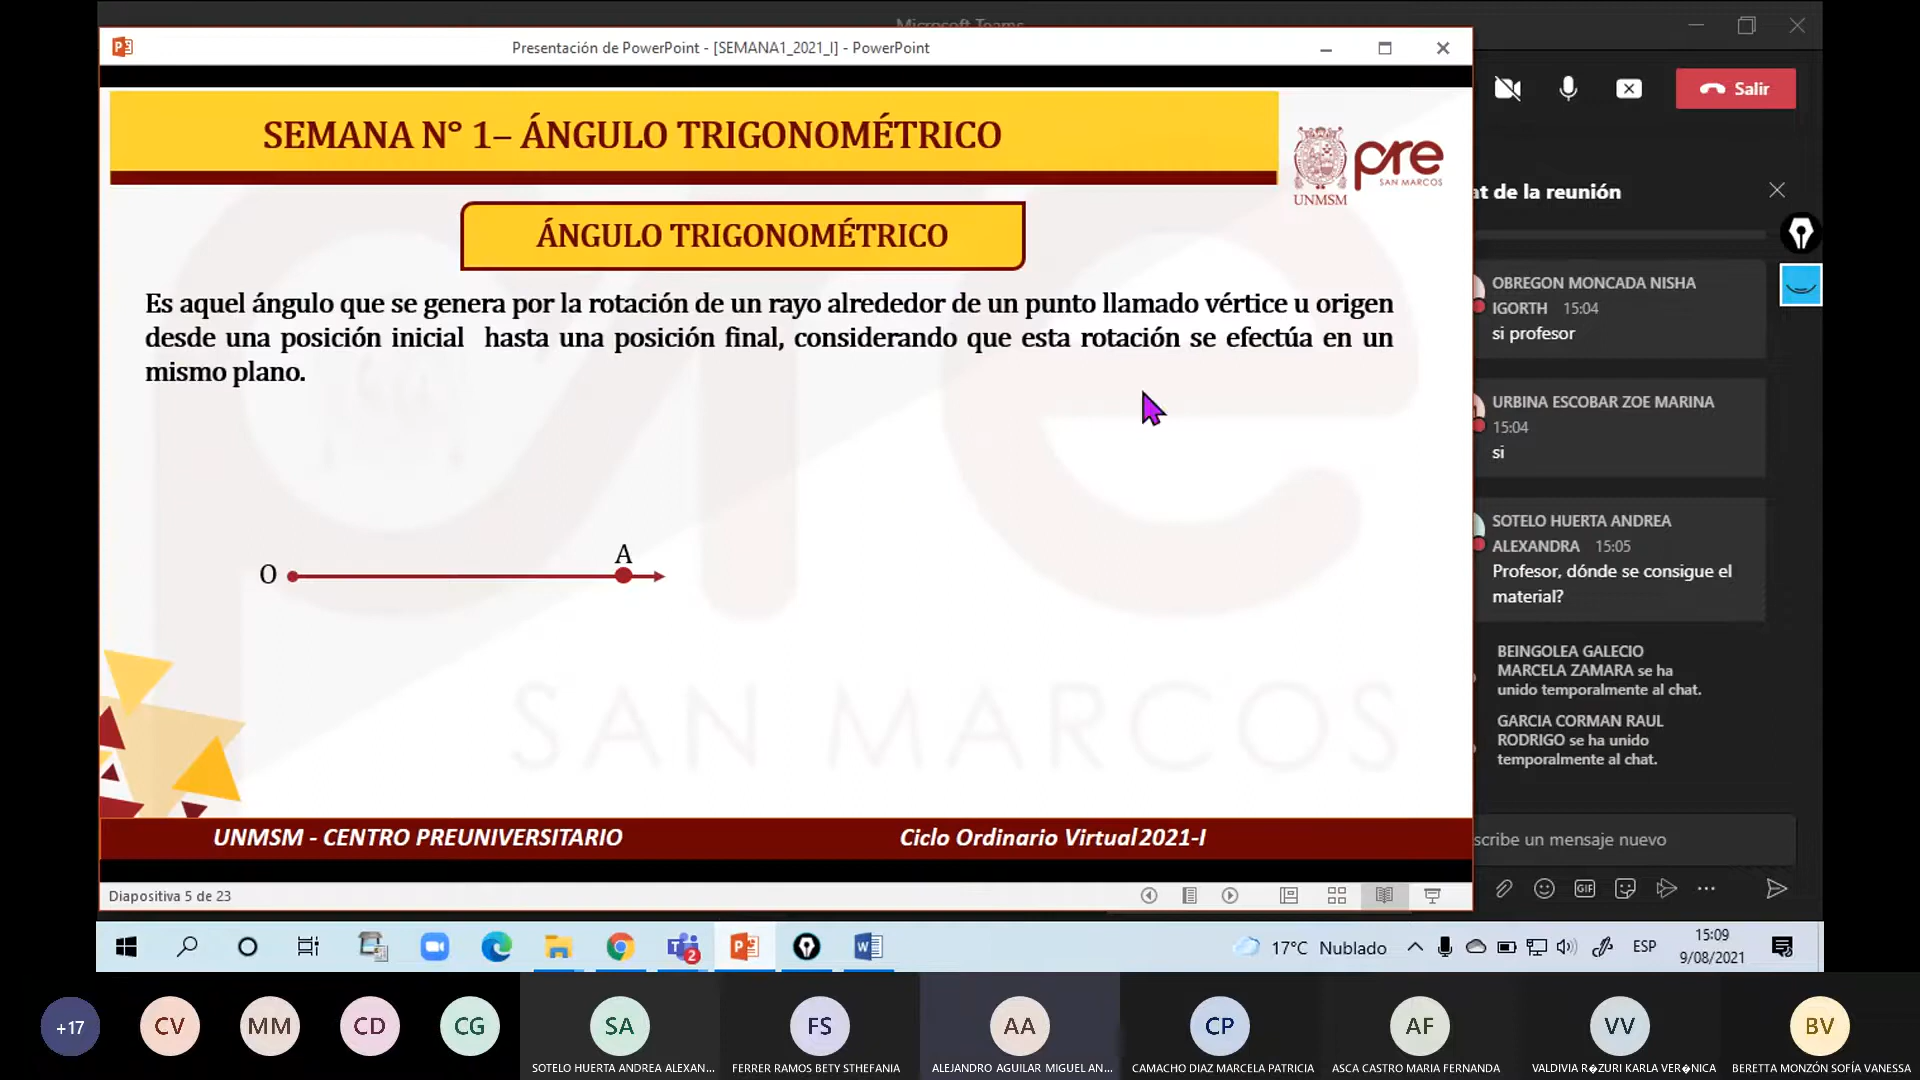 Microsoft Teams
Presentación de PowerPoint - [SEMANA1_2021_I] - PowerPoint
Salir
SEMANA N° 1– ÁNGULO TRIGONOMÉTRICO
UNMSM
pre
SAN MARCOS
ÁNGULO TRIGONOMÉTRICO
Es aquel ángulo que se genera por la rotación de un rayo alrededor de un punto llamado vértice u origen
desde una posición inicial hasta una posición final, considerando que esta rotación se efectúa en un
mismo plano.
O
A
pre
SAN MARCOS
UNMSM - CENTRO PREUNIVERSITARIO
Ciclo Ordinario Virtual 2021-I
Diapositiva 5 de 23
at de la reunión
OBREGON MONCADA NISHA
IGORTH 15:04
si profesor
URBINA ESCOBAR ZOE MARINA
15:04
si
SOTELO HUERTA ANDREA
ALEXANDRA 15:05
Profesor, dónde se consigue el
material?
BEINGOLEA GALECIO
MARCELA ZAMARA se ha
unido temporalmente al chat.
GARCIA CORMAN RAUL
RODRIGO se ha unido
temporalmente al chat.
scribe un mensaje nuevo
GIF
2
17°C Nublado
ESP
15:09
9/08/2021
+17
CV
MM
CD
CG
SA
FS
AA
CP
AF
VV
BV
SOTELO HUERTA ANDREA ALEXAN...
FERRER RAMOS BETY STHEFANIA
ALEJANDRO AGUILAR MIGUEL AN...
CAMACHO DIAZ MARCELA PATRICIA
ASCA CASTRO MARIA FERNANDA
VALDIVIA R�ZURI KARLA VER�NICA
BERETTA MONZÓN SOFÍA VANESSA